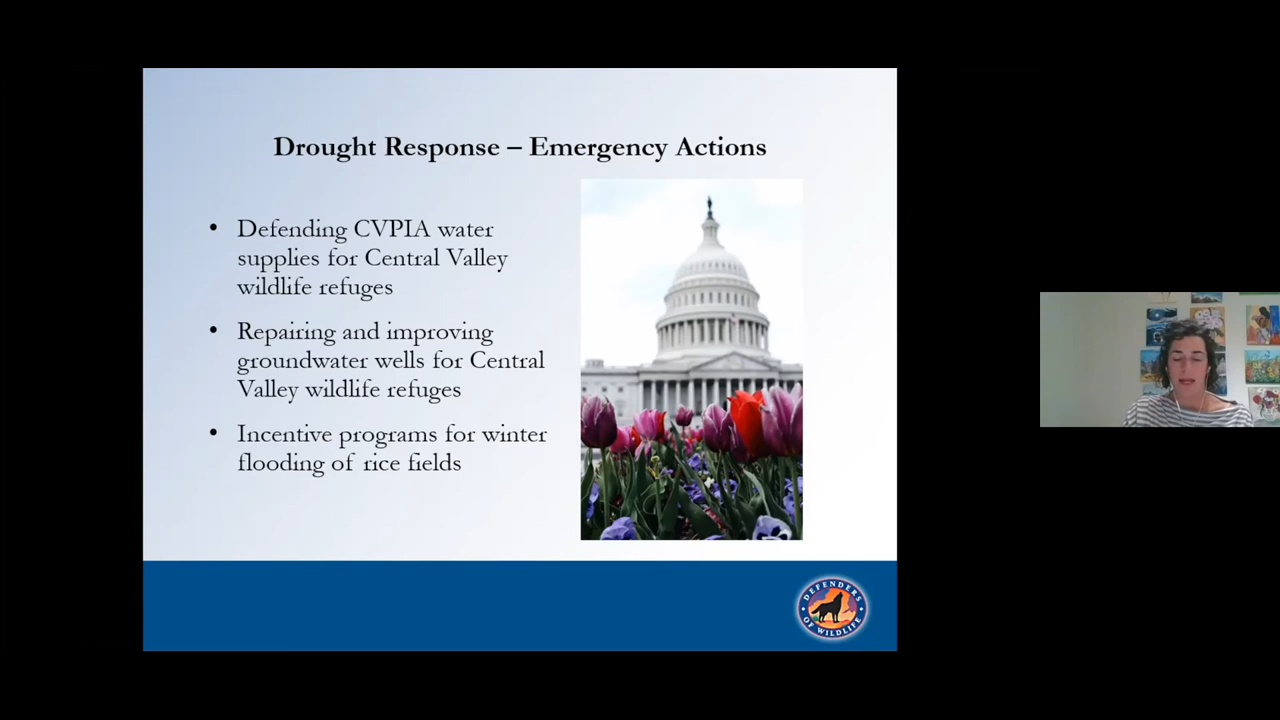 Drought Response – Emergency Actions
• Defending CVPIA water
supplies for Central Valley
wildlife refuges
• Repairing and improving
groundwater wells for Central
Valley wildlife refuges
• Incentive programs for winter
flooding of rice fields
DEFENDERS
OF WILDLIFE